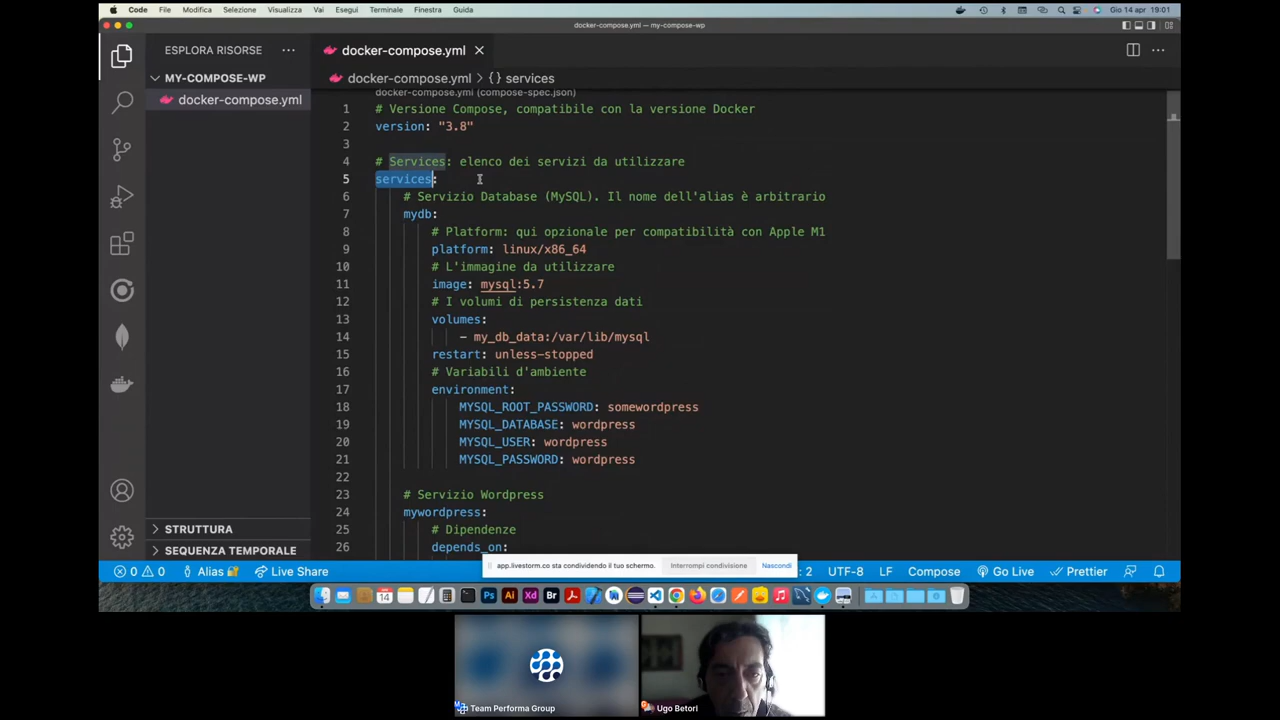 Code File Modifica Selezione Visualizza Vai Esegui Terminale Finestra Guida Gio 14 apr 19:01
docker-compose.yml — my-compose-wp
ESPLORA RISORSE
MY-COMPOSE-WP
docker-compose.yml
STRUTTURA
SEQUENZA TEMPORALE
docker-compose.yml
docker-compose.yml > {} services
docker-compose.yml (compose-spec.json)
1 # Versione Compose, compatibile con la versione Docker
2 version: "3.8"
3
4 # Services: elenco dei servizi da utilizzare
5 services:
6 # Servizio Database (MySQL). Il nome dell'alias è arbitrario
7 mydb:
8 # Platform: qui opzionale per compatibilità con Apple M1
9 platform: linux/x86_64
10 # L'immagine da utilizzare
11 image: mysql:5.7
12 # I volumi di persistenza dati
13 volumes:
14 - my_db_data:/var/lib/mysql
15 restart: unless-stopped
16 # Variabili d'ambiente
17 environment:
18 MYSQL_ROOT_PASSWORD: somewordpress
19 MYSQL_DATABASE: wordpress
20 MYSQL_USER: wordpress
21 MYSQL_PASSWORD: wordpress
22
23 # Servizio Wordpress
24 mywordpress:
25 # Dipendenze
26 depends_on:
app.livestorm.co sta condividendo il tuo schermo. Interrompi condivisione Nascondi
0 0 Alias Live Share : 2 UTF-8 LF Compose Go Live Prettier
14 Ps Ai Xd Br
Team Performa Group
Ugo Betori